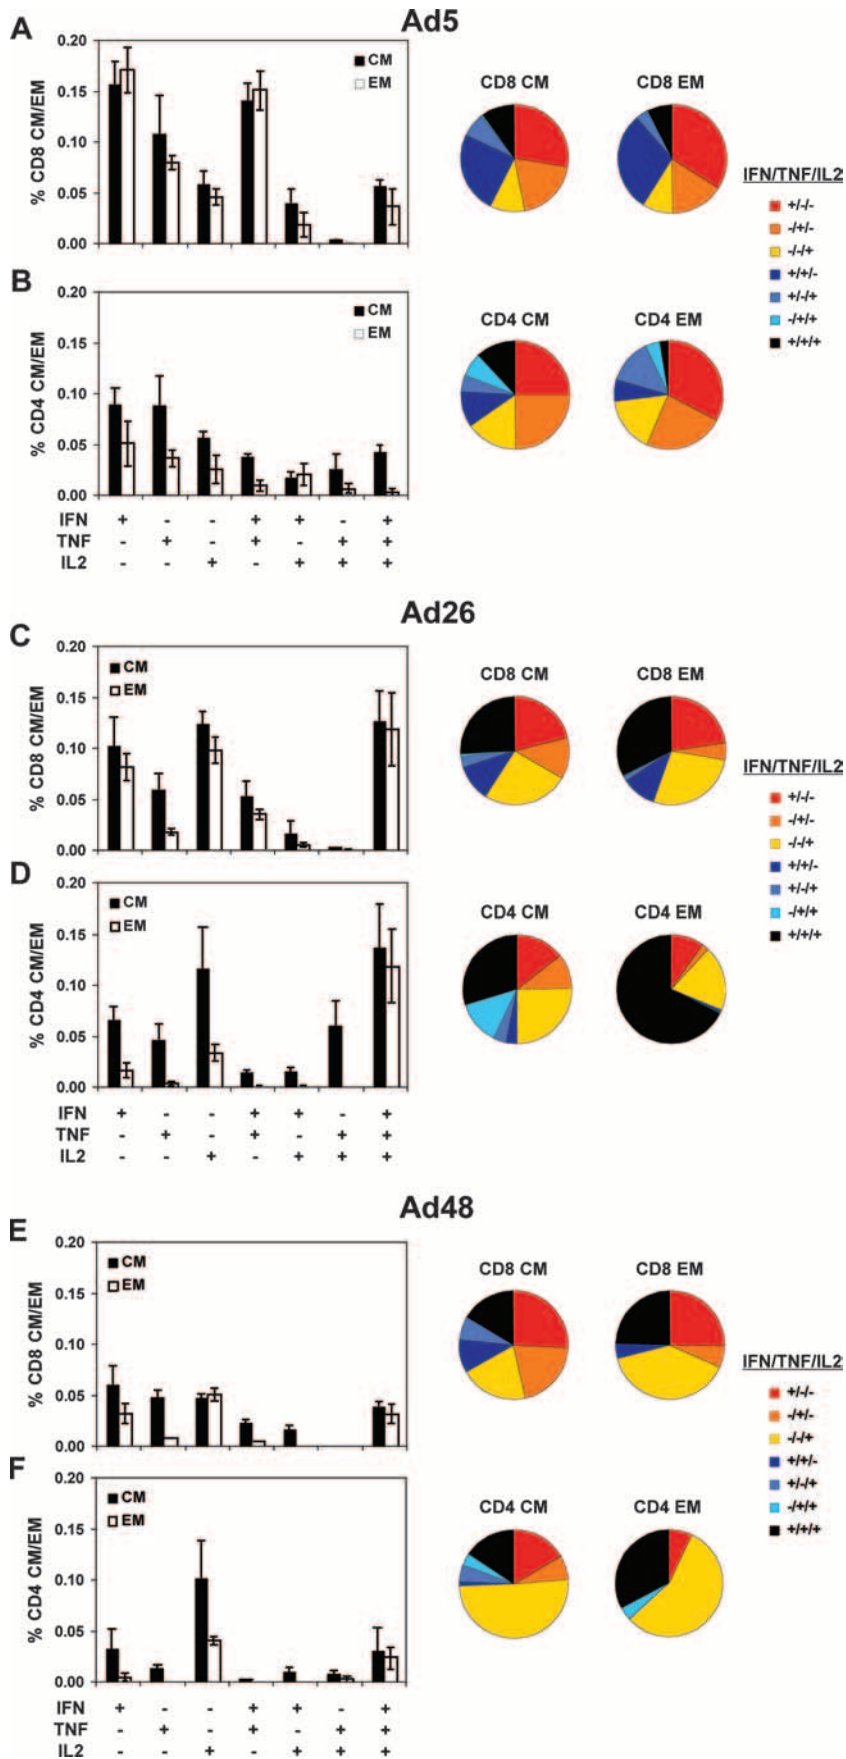 Ad5
A
0.20
0.15
0.10
0.05
0.00
% CD8 CM/EM
CM
EM
CD8 CM
CD8 EM
IFN/TNF/IL2
+/-/-
-/+/-
-/-/+
+/+/-
+/-/+
-/+/+
+/+/+
B
0.20
0.15
0.10
0.05
0.00
% CD4 CM/EM
CM
EM
CD4 CM
CD4 EM
IFN + - - + + - +
TNF - + - + - + +
IL2 - - + - + + +
Ad26
C
0.20
0.15
0.10
0.05
0.00
% CD8 CM/EM
CM
EM
CD8 CM
CD8 EM
IFN/TNF/IL2
+/-/-
-/+/-
-/-/+
+/+/-
+/-/+
-/+/+
+/+/+
D
0.20
0.15
0.10
0.05
0.00
% CD4 CM/EM
CM
EM
CD4 CM
CD4 EM
IFN + - - + + - +
TNF - + - + - + +
IL2 - - + - + + +
Ad48
E
0.20
0.15
0.10
0.05
0.00
% CD8 CM/EM
CM
EM
CD8 CM
CD8 EM
IFN/TNF/IL2
+/-/-
-/+/-
-/-/+
+/+/-
+/-/+
-/+/+
+/+/+
F
0.20
0.15
0.10
0.05
0.00
% CD4 CM/EM
CM
EM
CD4 CM
CD4 EM
IFN + - - + + - +
TNF - + - + - + +
IL2 - - + - + + +